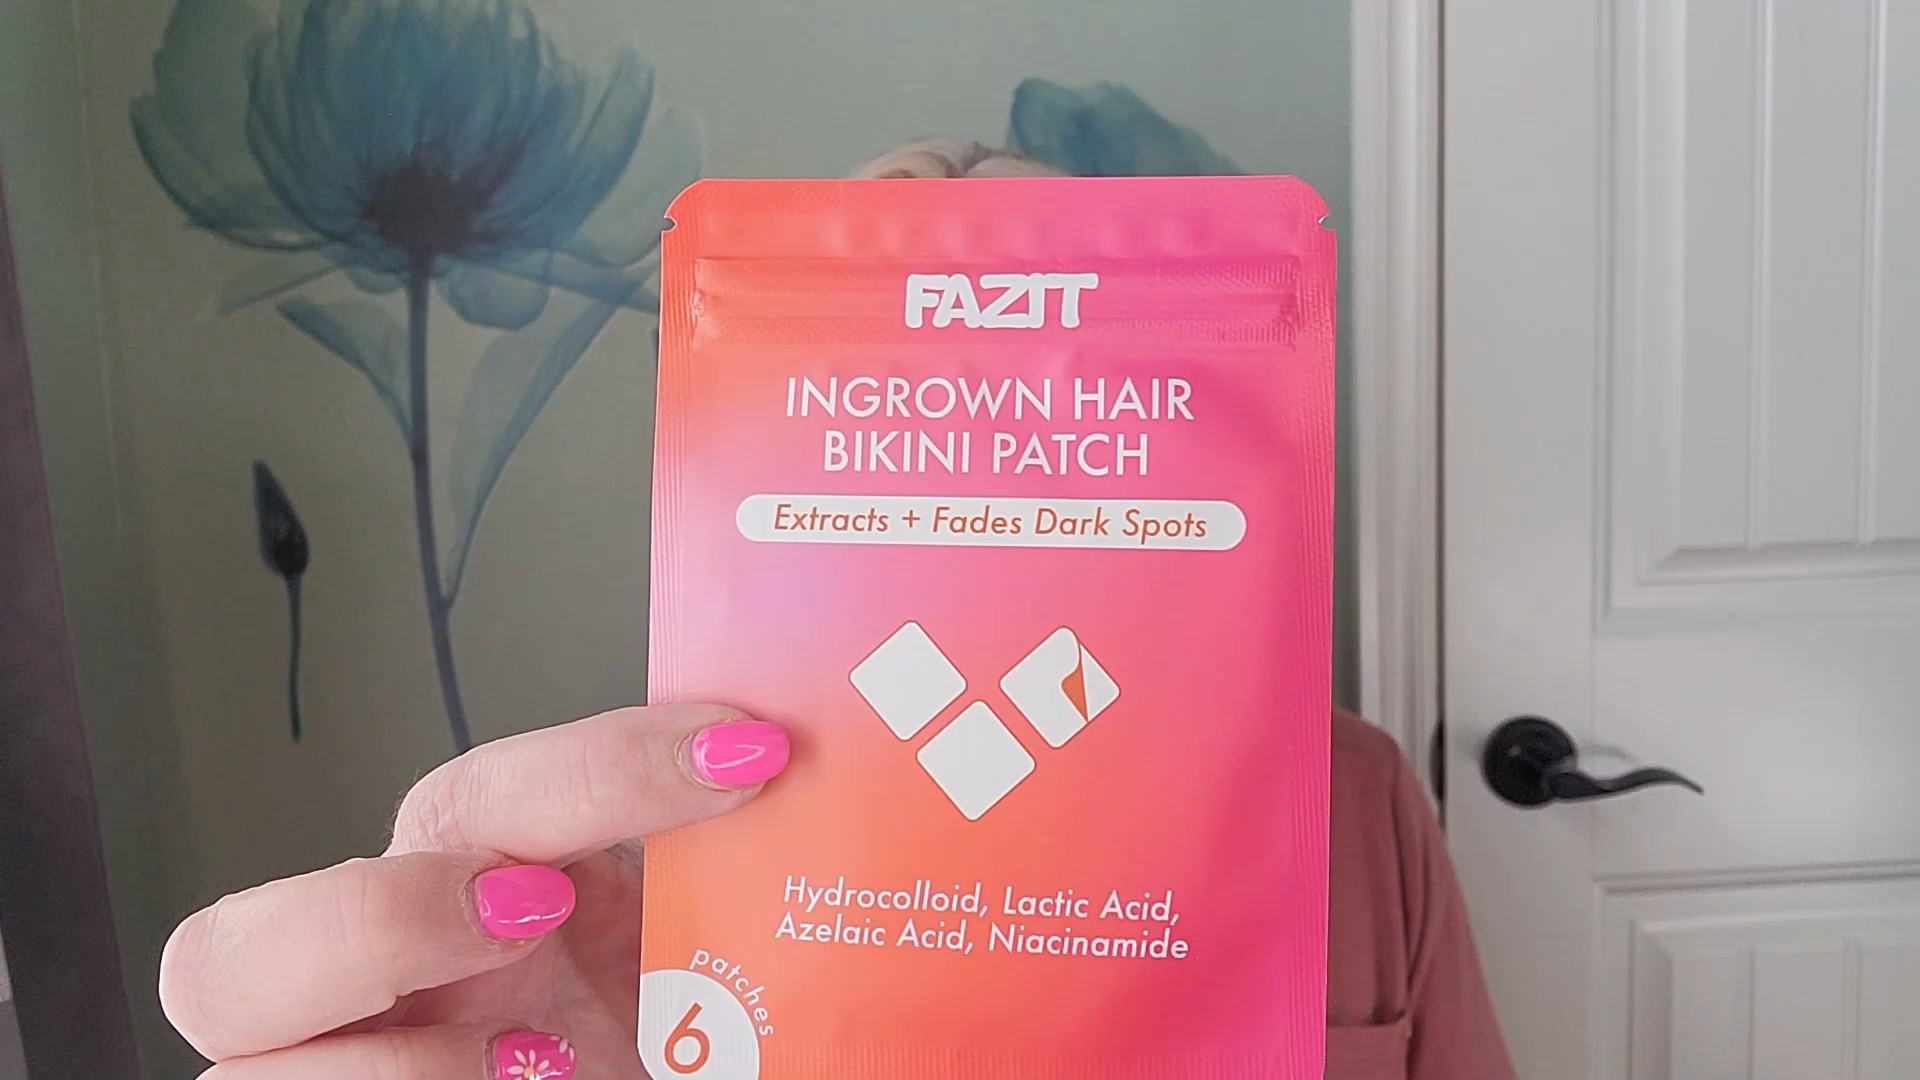 FAZIT
INGROWN HAIR
BIKINI PATCH
Extracts + Fades Dark Spots
Hydrocolloid, Lactic Acid,
Azelaic Acid, Niacinamide
patches
6